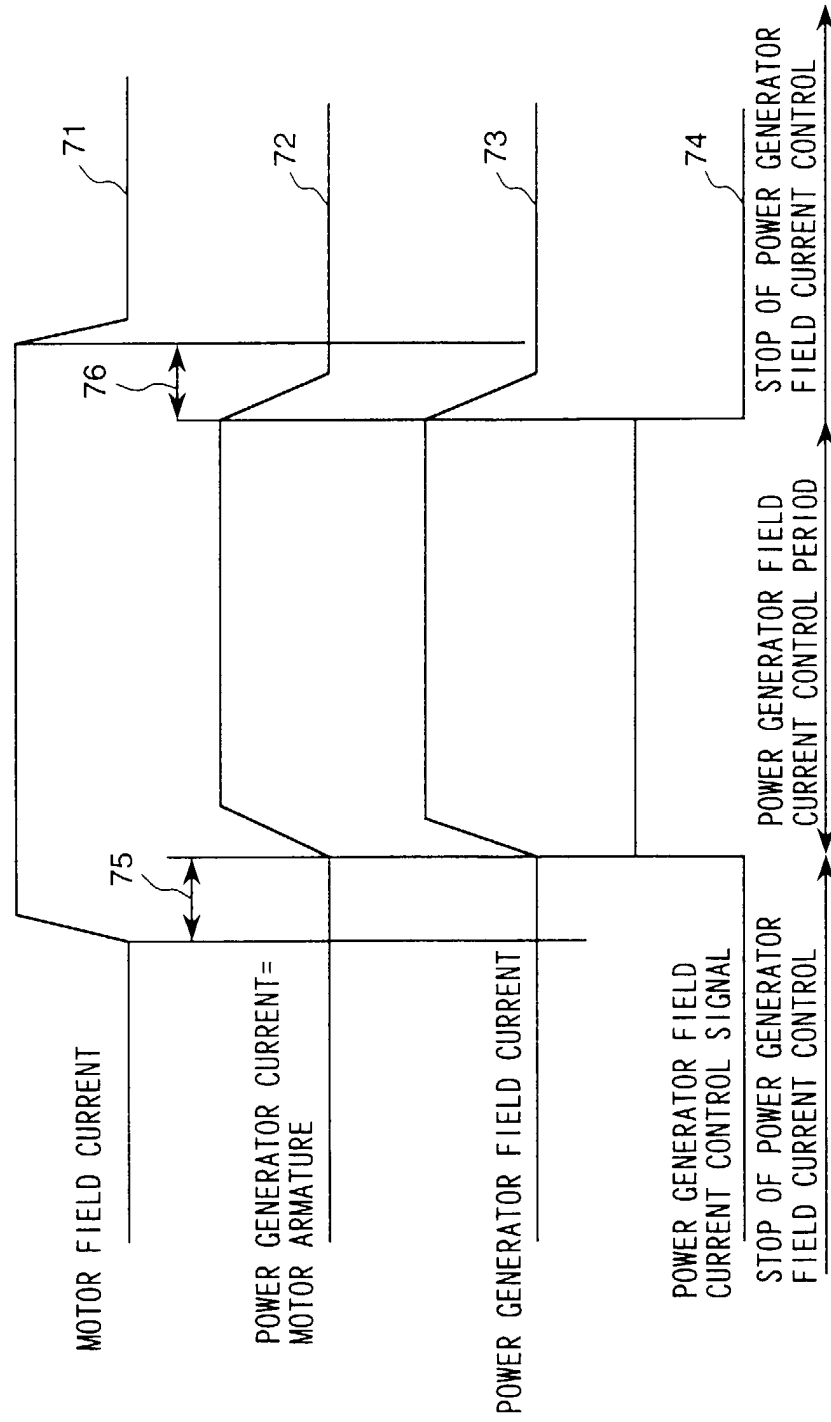 MOTOR FIELD CURRENT
71
POWER GENERATOR CURRENT=
MOTOR ARMATURE
75
76
72
POWER GENERATOR FIELD CURRENT
73
POWER GENERATOR FIELD
CURRENT CONTROL SIGNAL
74
STOP OF POWER GENERATOR
FIELD CURRENT CONTROL
POWER GENERATOR FIELD
CURRENT CONTROL PERIOD
STOP OF POWER GENERATOR
FIELD CURRENT CONTROL